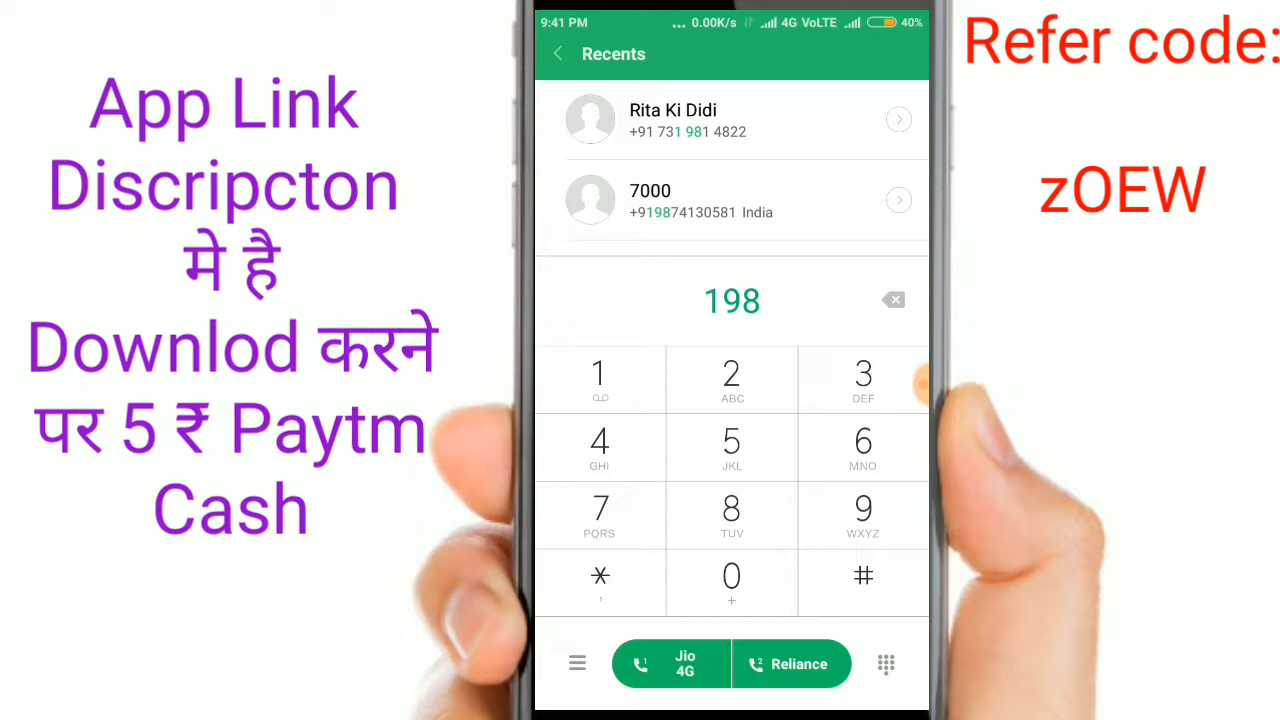 App Link
Discripcton
मे है
Downlod करने
पर 5 ₹ Paytm
Cash
9:41 PM ... 0.00K/s 4G VoLTE 40%
Recents
Rita Ki Didi
+91 731 981 4822
7000
+919874130581 India
198
1
2 ABC
3 DEF
4 GHI
5 JKL
6 MNO
7 PQRS
8 TUV
9 WXYZ
* ,
0 +
#
1 Jio 4G
2 Reliance
Refer code:
zOEW